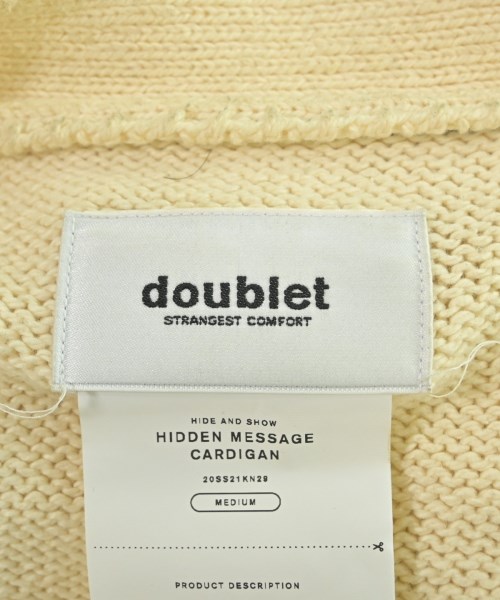 doublet
STRANGEST COMFORT
HIDE AND SHOW
HIDDEN MESSAGE
CARDIGAN
20SS21KN29
MEDIUM
PRODUCT DESCRIPTION